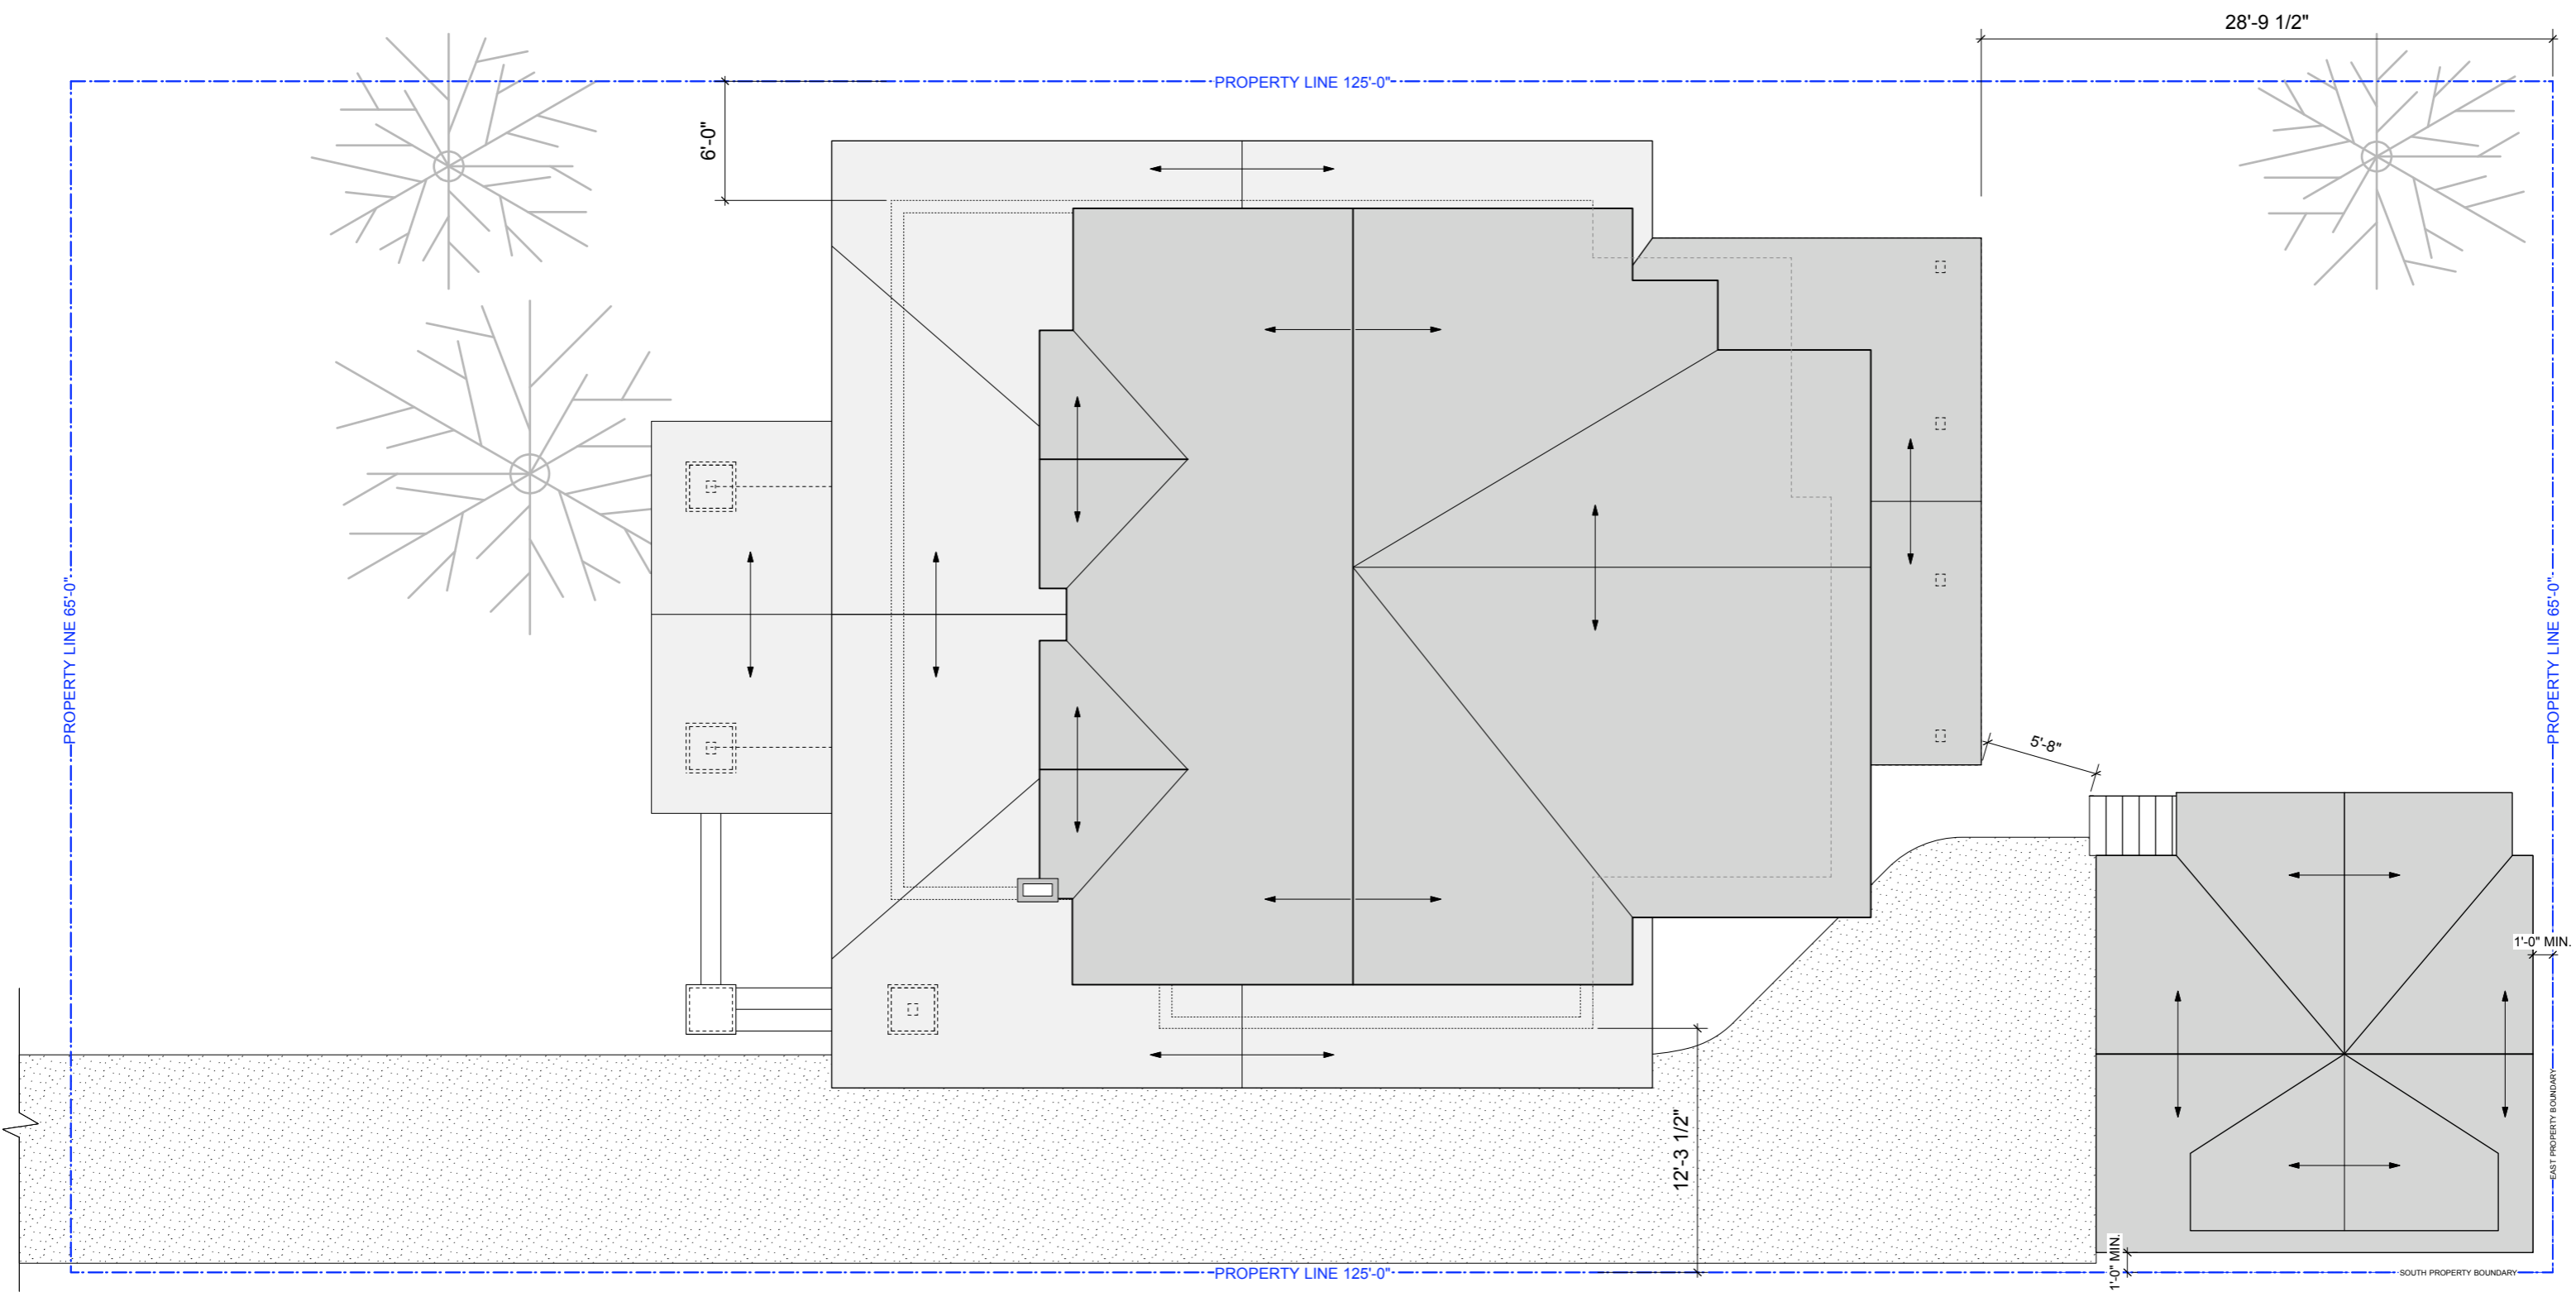 28'-9 1/2"
PROPERTY LINE 125'-0"
6'-0"
PROPERTY LINE 65'-0"
PROPERTY LINE 65'-0"
5'-8"
1'-0" MIN.
EAST PROPERTY BOUNDARY
12'-3 1/2"
1'-0" MIN.
PROPERTY LINE 125'-0"
SOUTH PROPERTY BOUNDARY